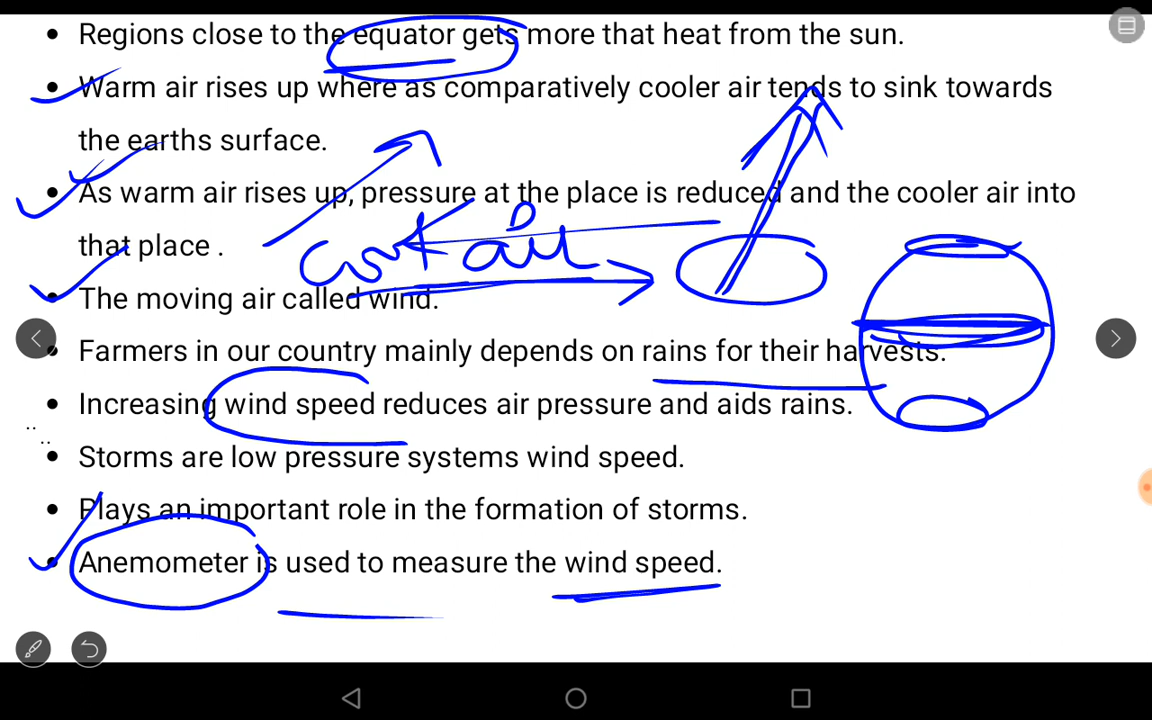 • Regions close to the equator gets more that heat from the sun.
• Warm air rises up where as comparatively cooler air tends to sink towards
the earths surface.
• As warm air rises up, pressure at the place is reduced and the cooler air into
that place .
• The moving air called wind.
• Farmers in our country mainly depends on rains for their harvests.
• Increasing wind speed reduces air pressure and aids rains.
• Storms are low pressure systems wind speed.
• Plays an important role in the formation of storms.
• Anemometer is used to measure the wind speed.